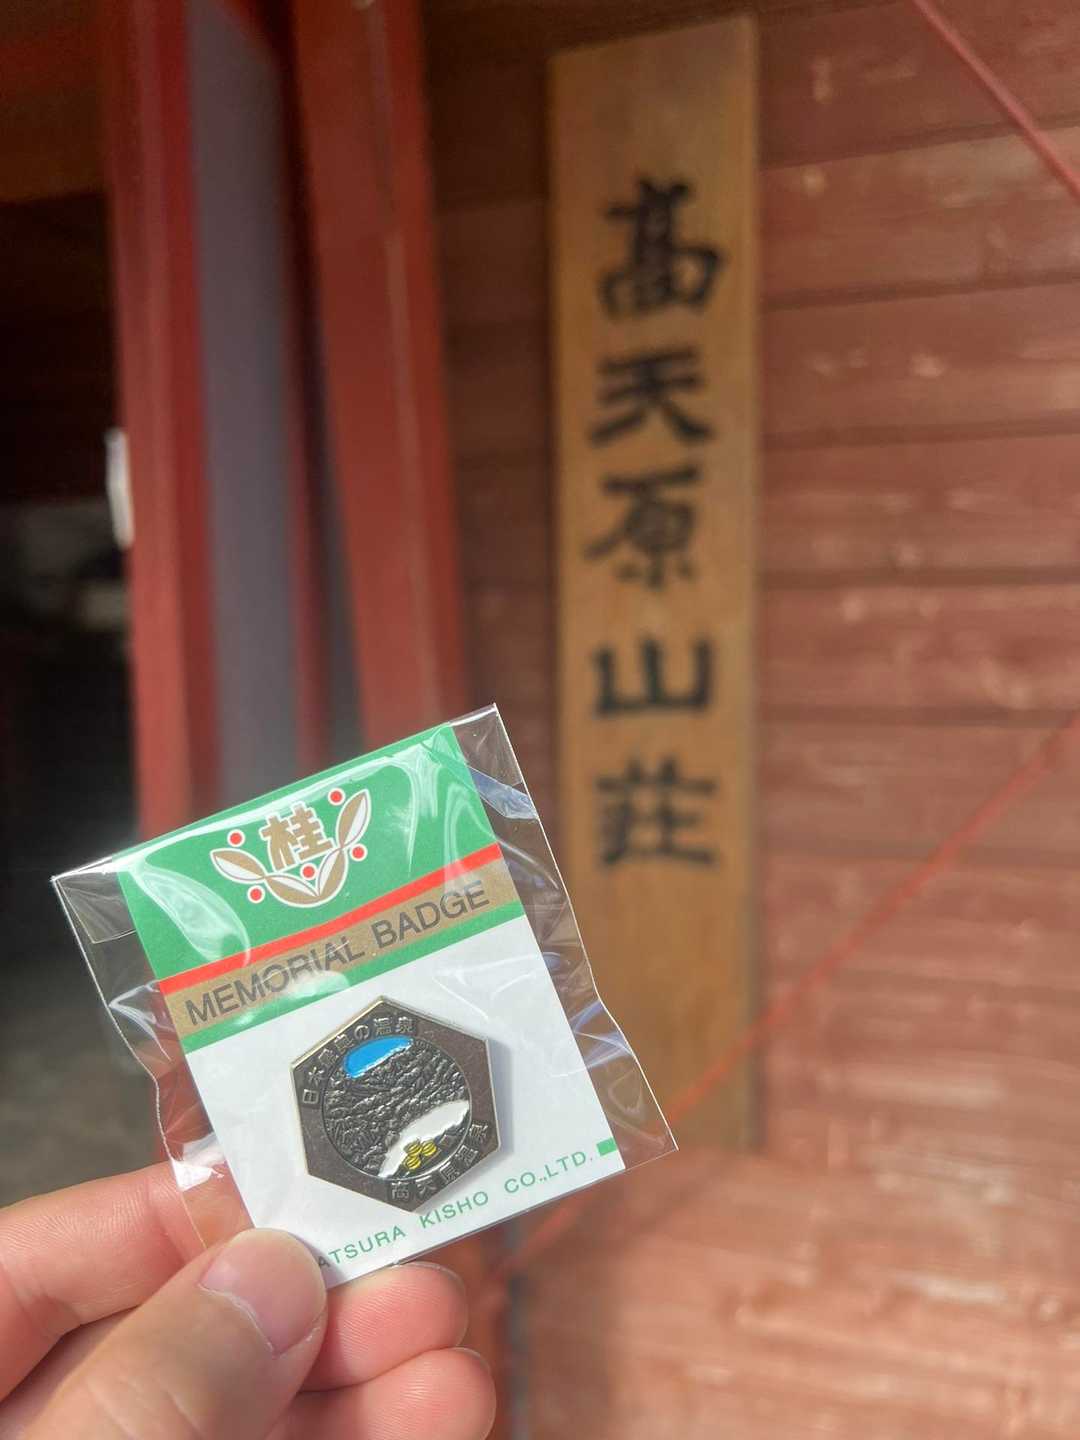 高天原山荘
桂
MEMORIAL BADGE
日本最奥の温泉
高天原温泉
ATSURA KISHO CO.,LTD.